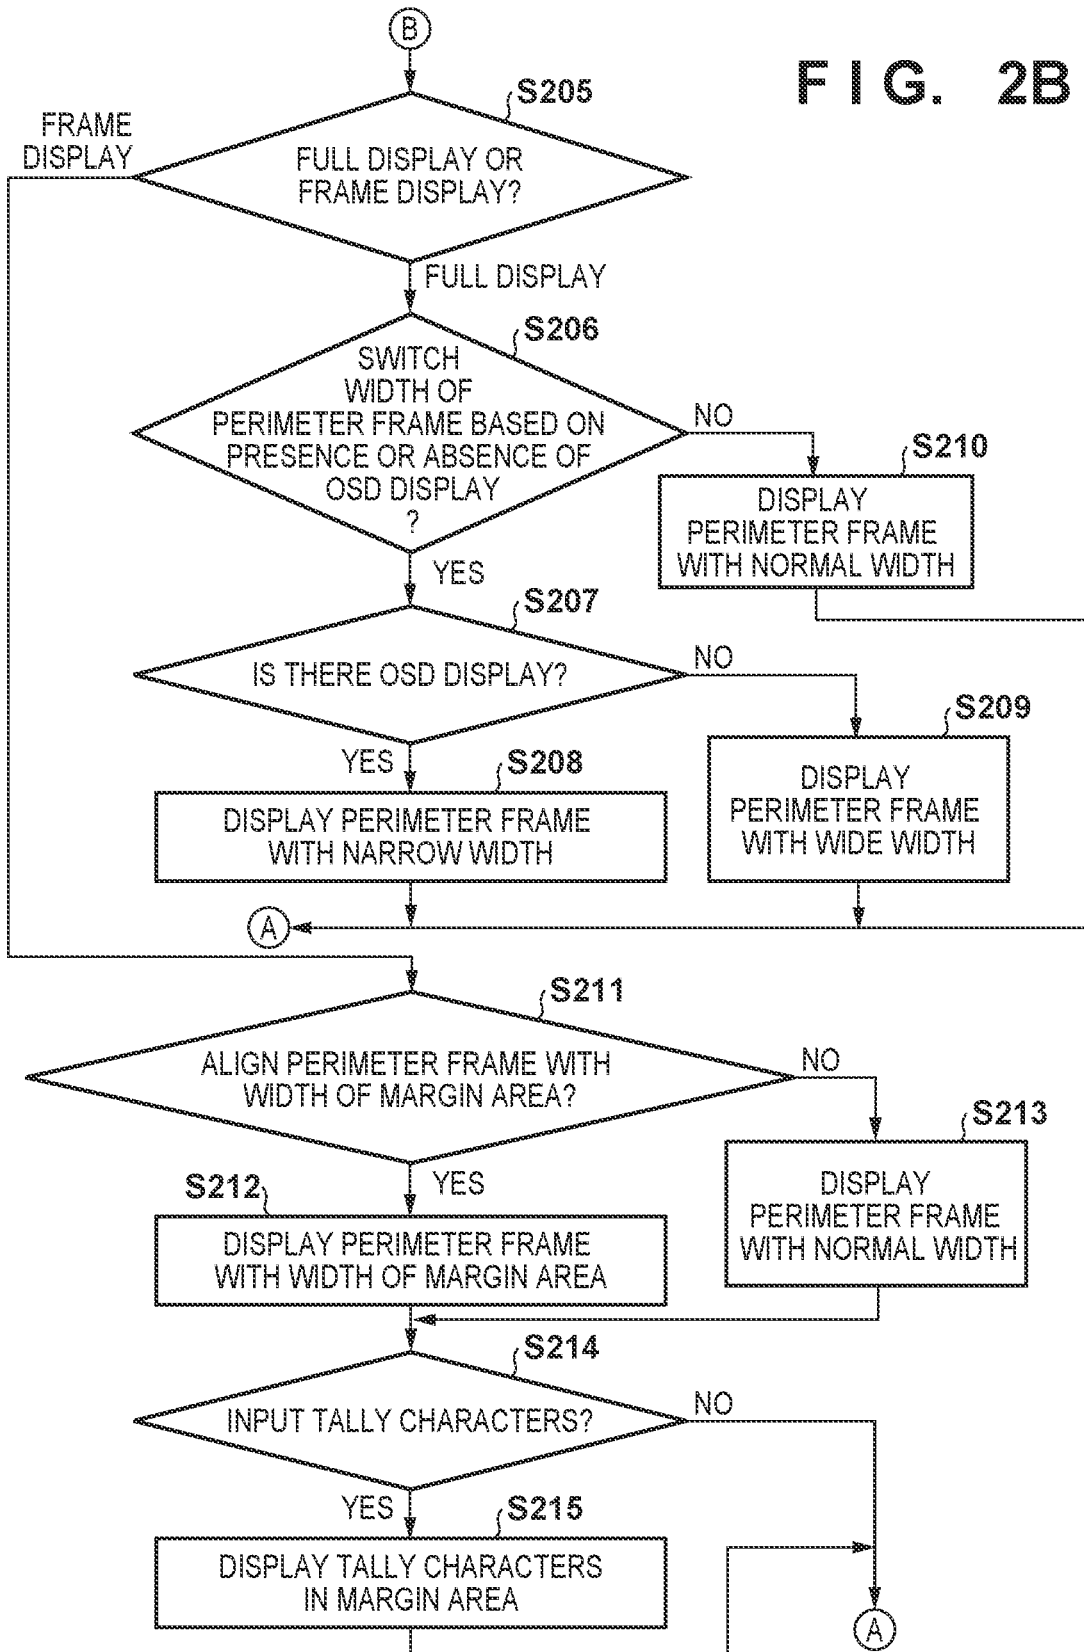 B
FIG. 2B
S205
FRAME
DISPLAY
FULL DISPLAY OR
FRAME DISPLAY?
FULL DISPLAY
S206
SWITCH
WIDTH OF
PERIMETER FRAME BASED ON
PRESENCE OR ABSENCE OF
OSD DISPLAY
?
NO
S210
DISPLAY
PERIMETER FRAME
WITH NORMAL WIDTH
YES
S207
IS THERE OSD DISPLAY?
NO
S209
DISPLAY
PERIMETER FRAME
WITH WIDE WIDTH
YES
S208
DISPLAY PERIMETER FRAME
WITH NARROW WIDTH
A
S211
ALIGN PERIMETER FRAME WITH
WIDTH OF MARGIN AREA?
NO
S213
DISPLAY
PERIMETER FRAME
WITH NORMAL WIDTH
YES
S212
DISPLAY PERIMETER FRAME
WITH WIDTH OF MARGIN AREA
S214
INPUT TALLY CHARACTERS?
NO
YES
S215
DISPLAY TALLY CHARACTERS
IN MARGIN AREA
A